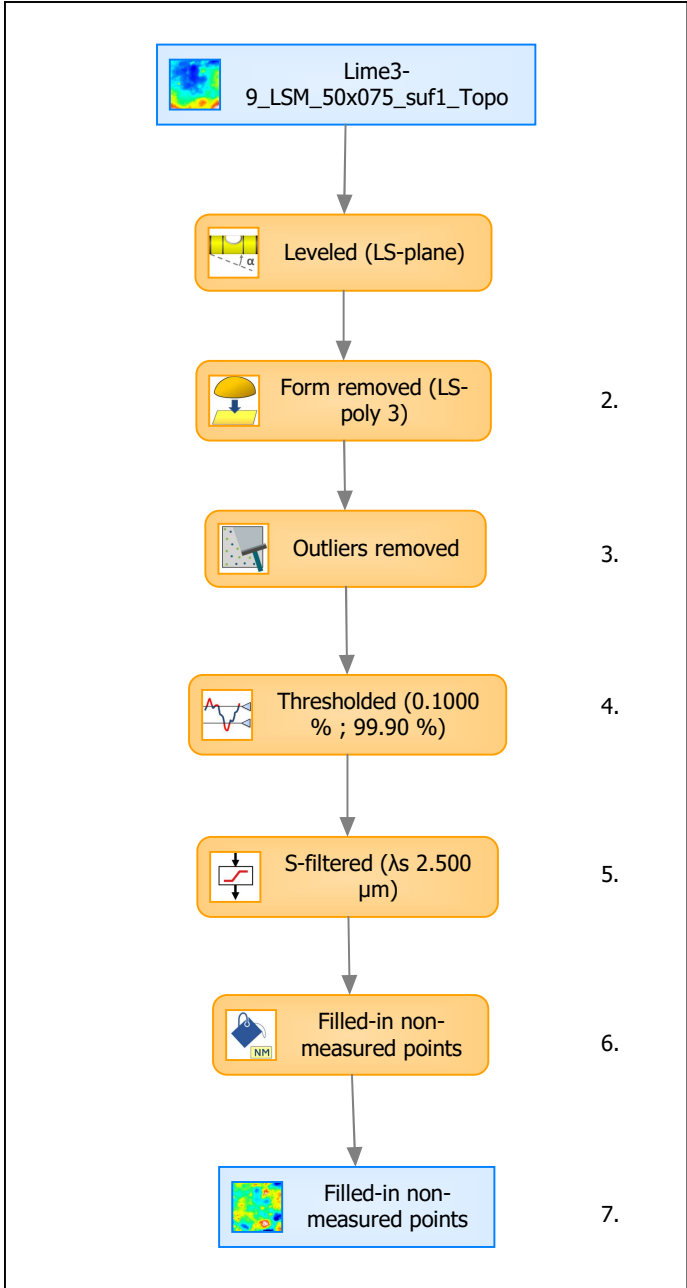 Lime3-
9_LSM_50x075_suf1_Topo
α
Leveled (LS-plane)
Form removed (LS-
poly 3)
2.
Outliers removed
3.
Thresholded (0.1000
% ; 99.90 %)
4.
S-filtered (λs 2.500
µm)
5.
NM
Filled-in non-
measured points
6.
Filled-in non-
measured points
7.